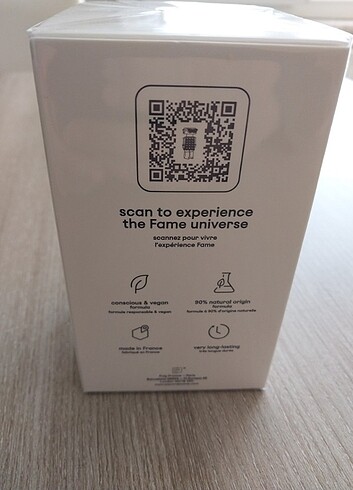 scan to experience
the Fame universe
scannez pour vivre
l'expérience Fame
conscious & vegan
formula
formule responsable & vegan
90% natural origin
formula
formule à 90% d'origine naturelle
made in France
fabriqué en France
very long-lasting
très longue durée